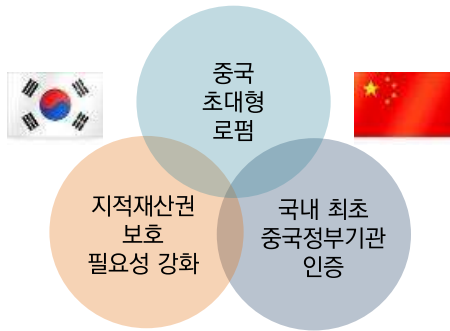 중국
초대형
로펌
지적재산권
보호
필요성 강화
국내 최초
중국정부기관
인증